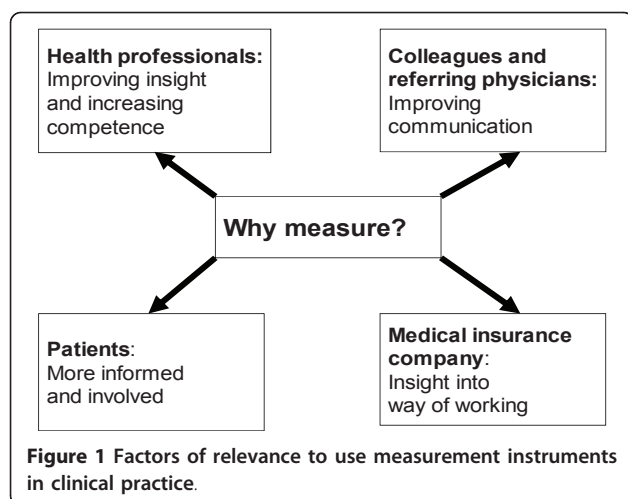 Health professionals:
Improving insight
and increasing
competence
Colleagues and
referring physicians:
Improving
communication
Why measure?
Patients:
More informed
and involved
Medical insurance
company:
Insight into
way of working
Figure 1 Factors of relevance to use measurement instruments
in clinical practice.